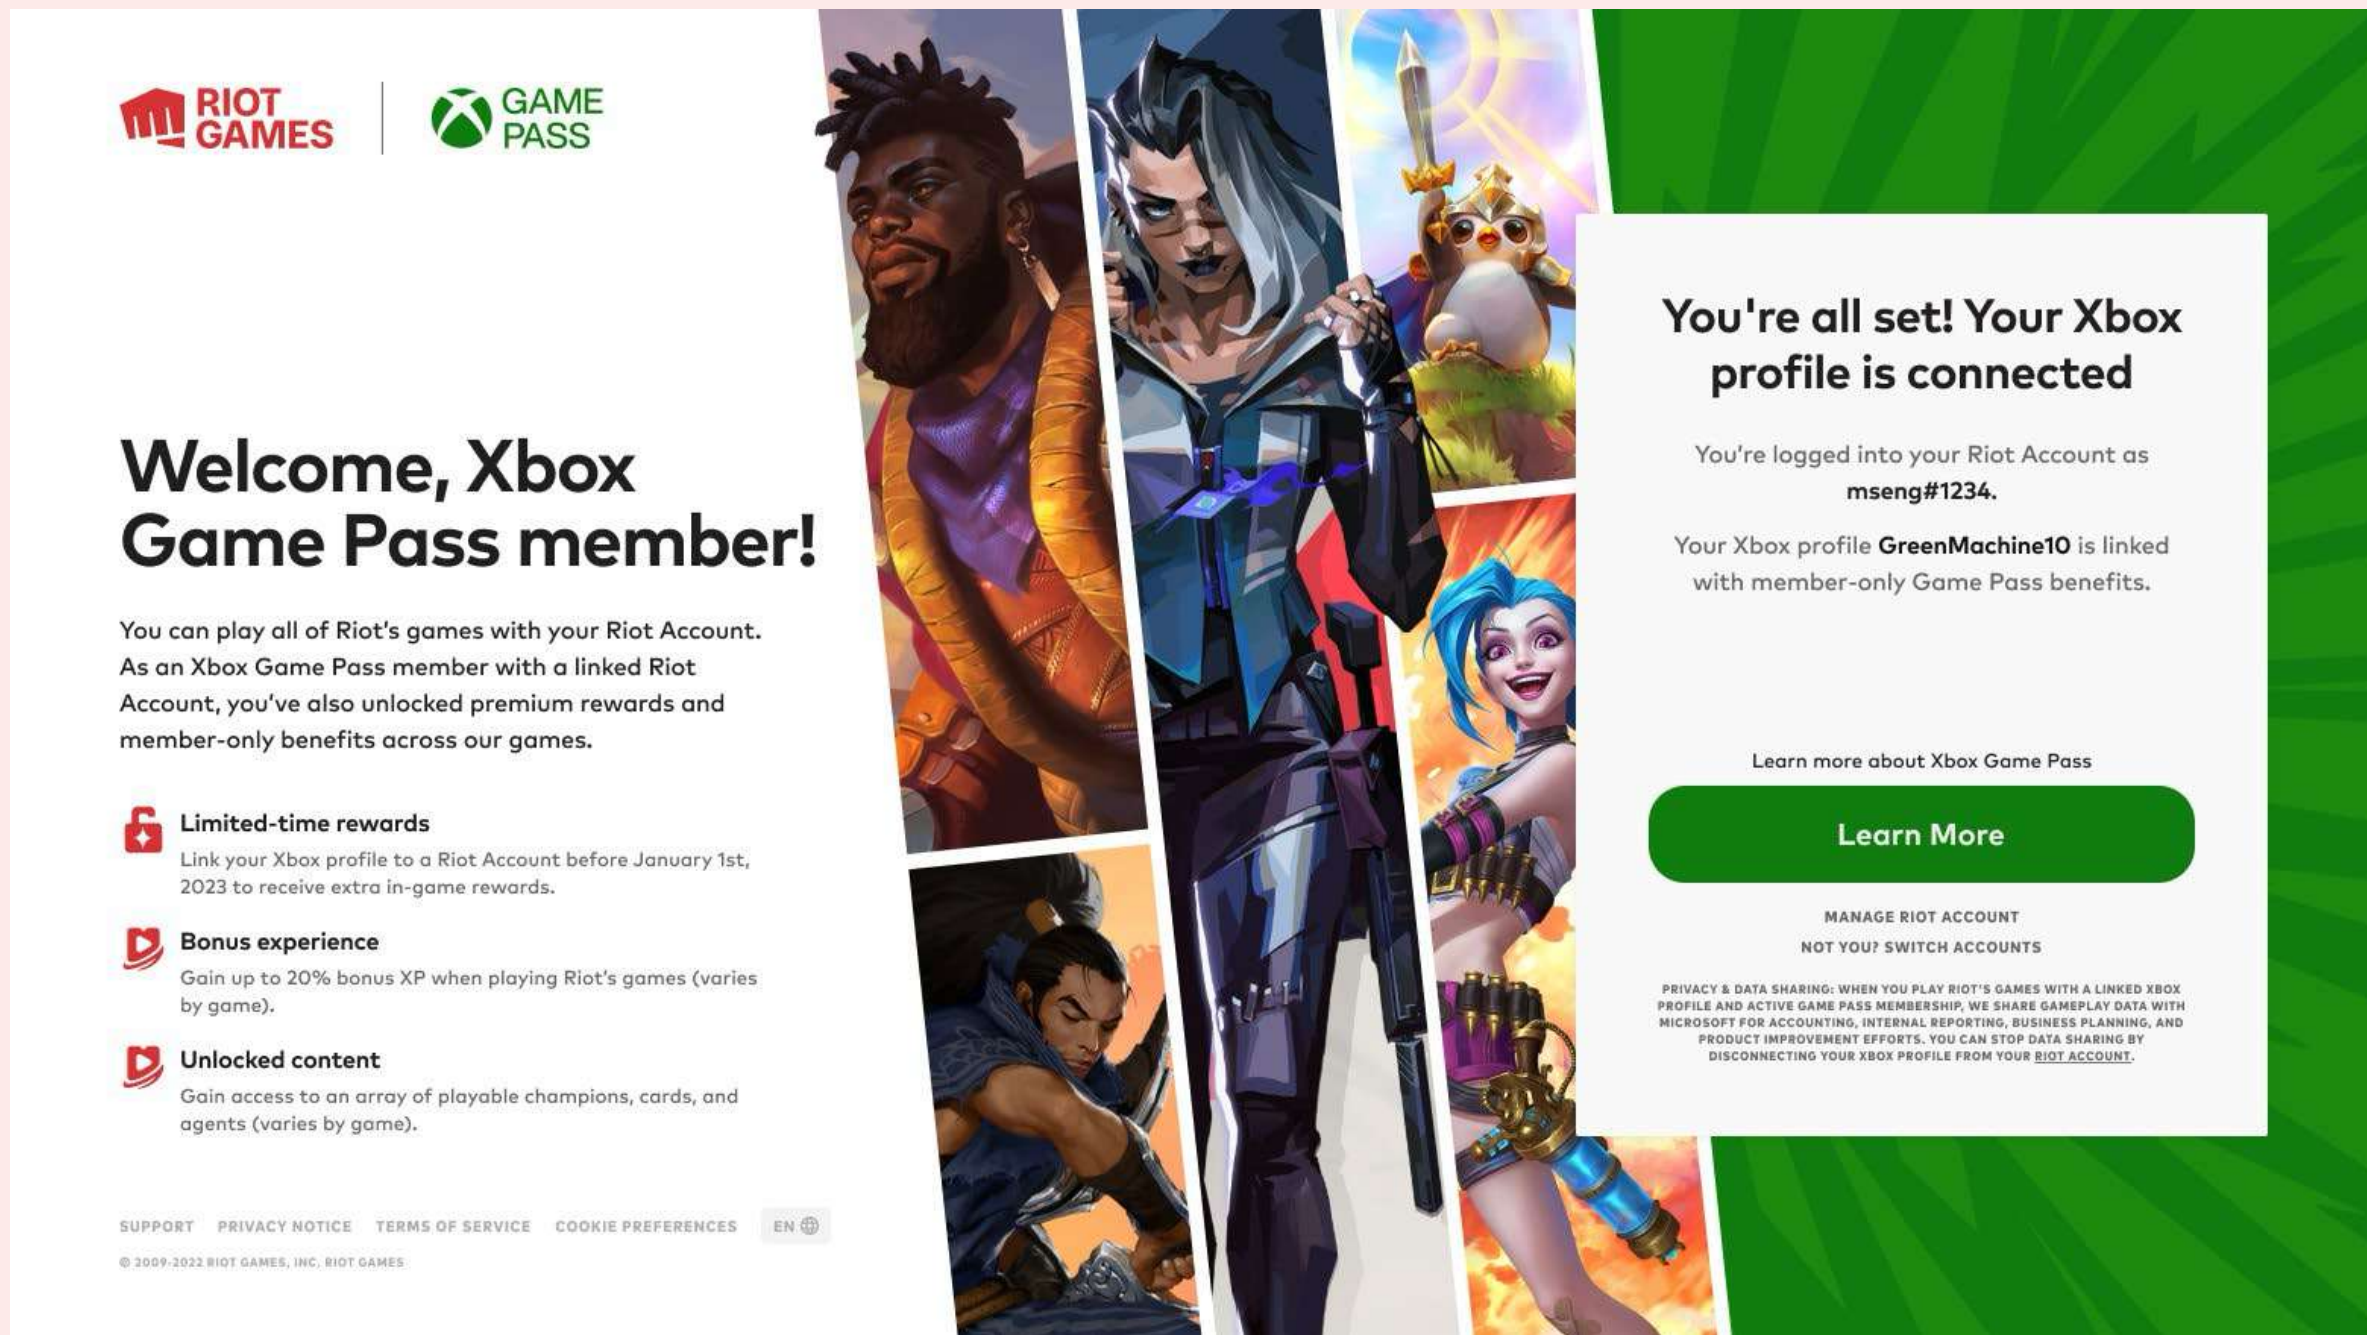 RIOT
GAMES
GAME
PASS
Welcome, Xbox
Game Pass member!
You can play all of Riot's games with your Riot Account.
As an Xbox Game Pass member with a linked Riot
Account, you've also unlocked premium rewards and
member-only benefits across our games.
Limited-time rewards
Link your Xbox profile to a Riot Account before January 1st,
2023 to receive extra in-game rewards.
Bonus experience
Gain up to 20% bonus XP when playing Riot's games (varies
by game).
Unlocked content
Gain access to an array of playable champions, cards, and
agents (varies by game).
SUPPORT PRIVACY NOTICE TERMS OF SERVICE COOKIE PREFERENCES EN
© 2009-2022 RIOT GAMES, INC. RIOT GAMES
You're all set! Your Xbox
profile is connected
You're logged into your Riot Account as
mseng#1234.
Your Xbox profile GreenMachine10 is linked
with member-only Game Pass benefits.
Learn more about Xbox Game Pass
Learn More
MANAGE RIOT ACCOUNT
NOT YOU? SWITCH ACCOUNTS
PRIVACY & DATA SHARING: WHEN YOU PLAY RIOT'S GAMES WITH A LINKED XBOX
PROFILE AND ACTIVE GAME PASS MEMBERSHIP, WE SHARE GAMEPLAY DATA WITH
MICROSOFT FOR ACCOUNTING, INTERNAL REPORTING, BUSINESS PLANNING, AND
PRODUCT IMPROVEMENT EFFORTS. YOU CAN STOP DATA SHARING BY
DISCONNECTING YOUR XBOX PROFILE FROM YOUR RIOT ACCOUNT.